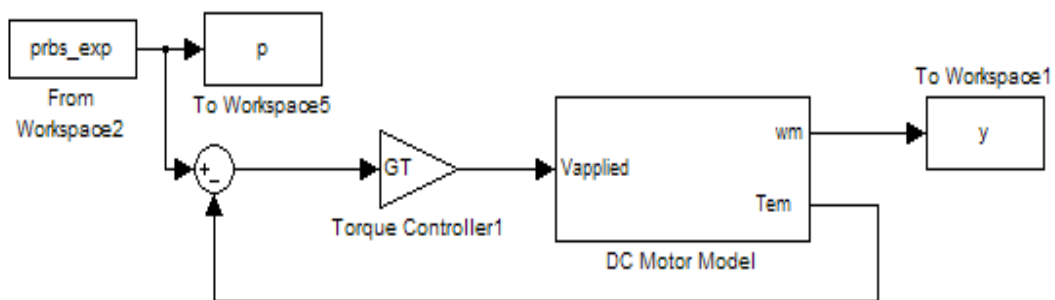 prbs_exp
From
Workspace2
p
To Workspace5
+
-
GT
Torque Controller1
Vapplied
wm
Tem
DC Motor Model
To Workspace1
y